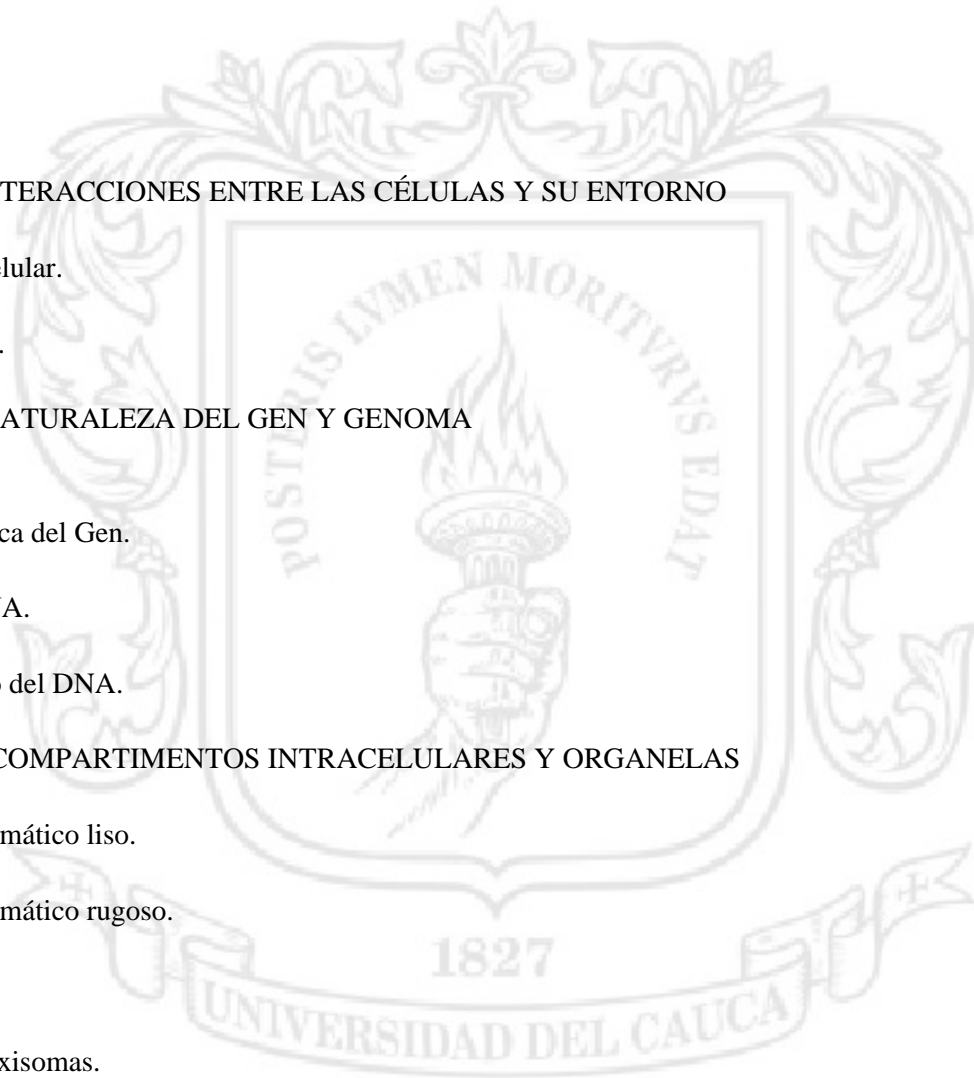 TERACCIONES ENTRE LAS CÉLULAS Y SU ENTORNO
elular.
.
ATURALEZA DEL GEN Y GENOMA
ca del Gen.
A.
o del DNA.
COMPARTIMENTOS INTRACELULARES Y ORGANELAS
mático liso.
mático rugoso.
xisomas.
POSTERIS LVMEN MORITVRVS EDAT
1827
UNIVERSIDAD DEL CAUCA